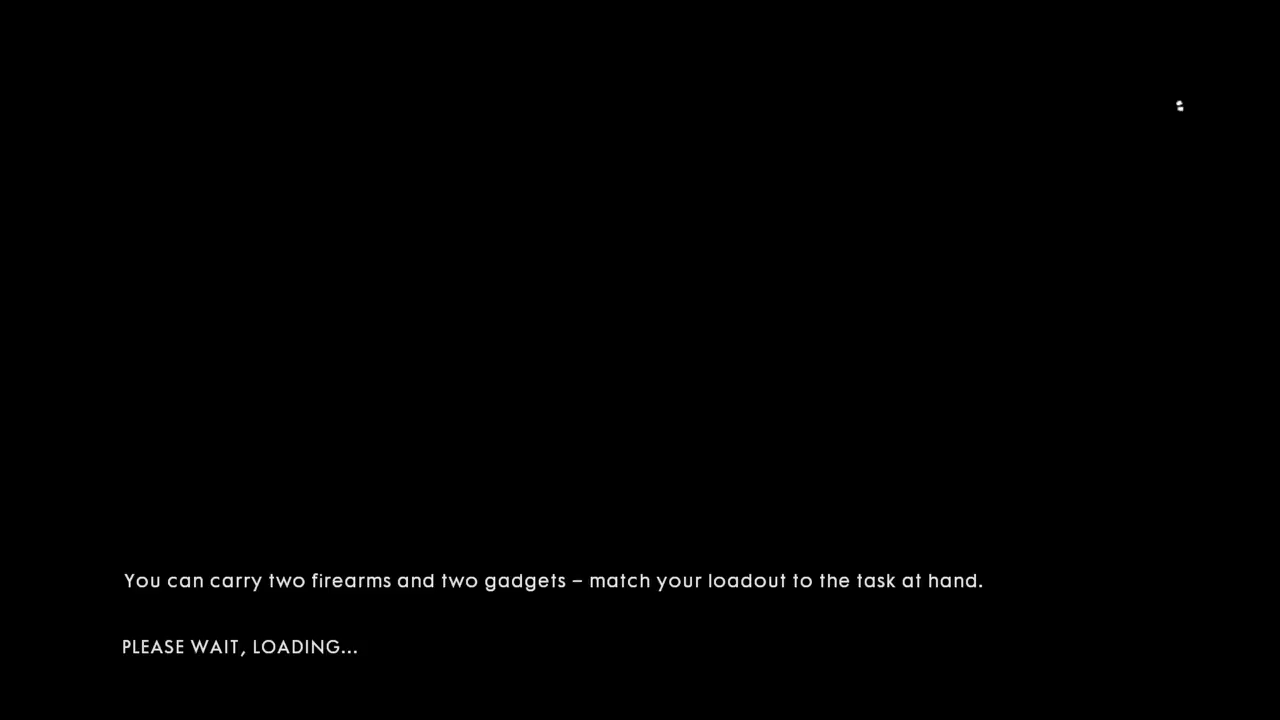 You can carry two firearms and two gadgets – match your loadout to the task at hand.
PLEASE WAIT, LOADING...